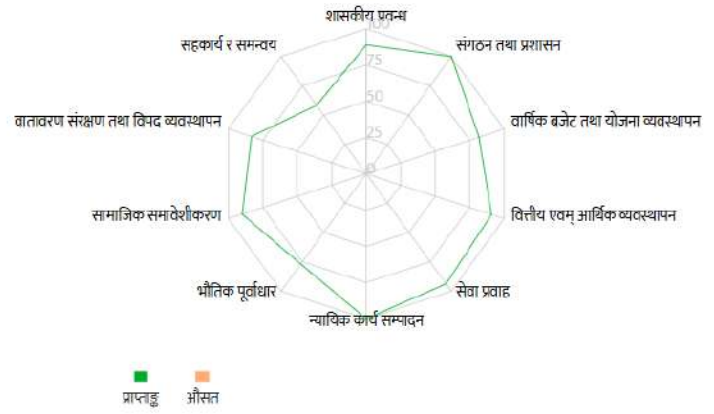 शासकीय प्रवन्ध
100
सहकार्य र समन्वय
संगठन तथा प्रशासन
75
50
वातावरण संरक्षण तथा विपद व्यवस्थापन
वार्षिक बजेट तथा योजना व्यवस्थापन
25
0
सामाजिक समावेशीकरण
वित्तीय एवम् आर्थिक व्यवस्थापन
भौतिक पूर्वाधार
सेवा प्रवाह
न्यायिक कार्य सम्पादन
प्राप्ताङ्क
औसत